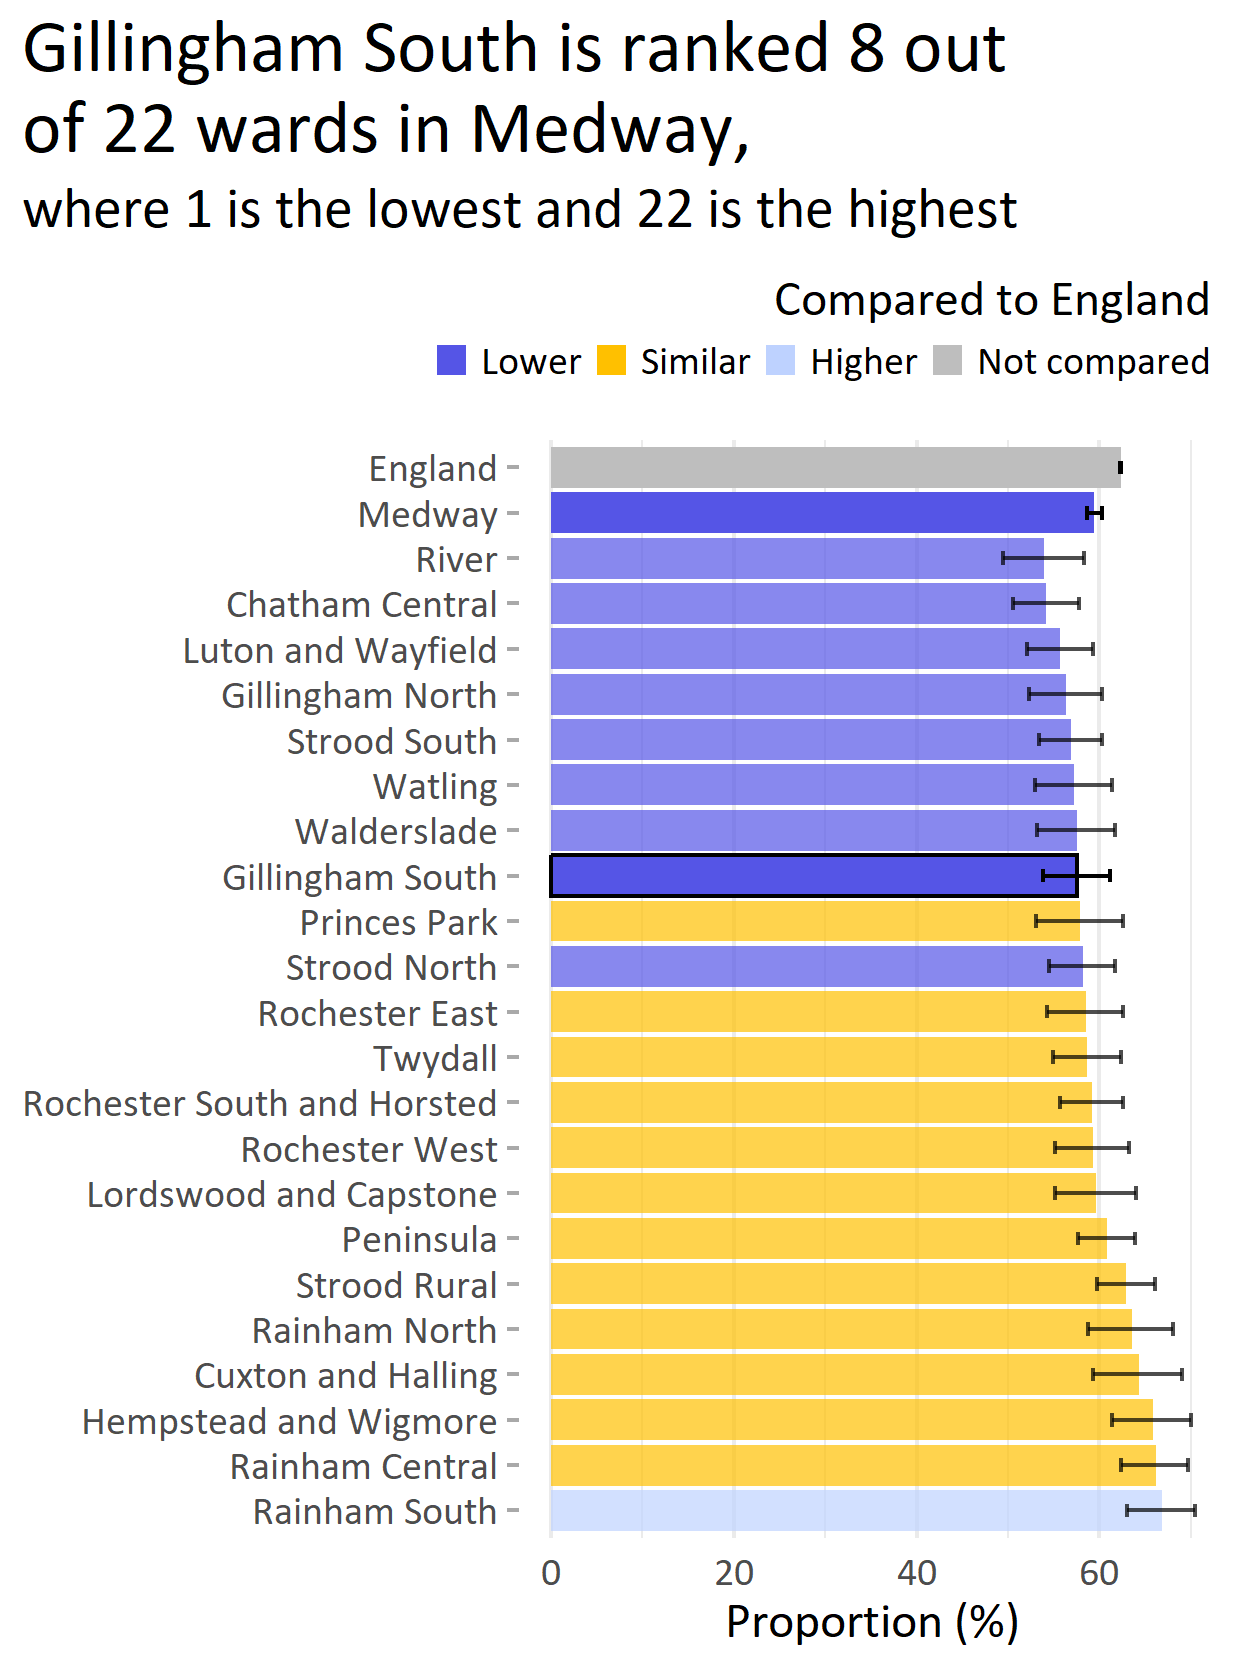 Gillingham South is ranked 8 out
of 22 wards in Medway,
where 1 is the lowest and 22 is the highest
Compared to England
Lower Similar Higher Not compared
England
Medway
River
Chatham Central
Luton and Wayfield
Gillingham North
Strood South
Watling
Walderslade
Gillingham South
Princes Park
Strood North
Rochester East
Twydall
Rochester South and Horsted
Rochester West
Lordswood and Capstone
Peninsula
Strood Rural
Rainham North
Cuxton and Halling
Hempstead and Wigmore
Rainham Central
Rainham South
0 20 40 60
Proportion (%)